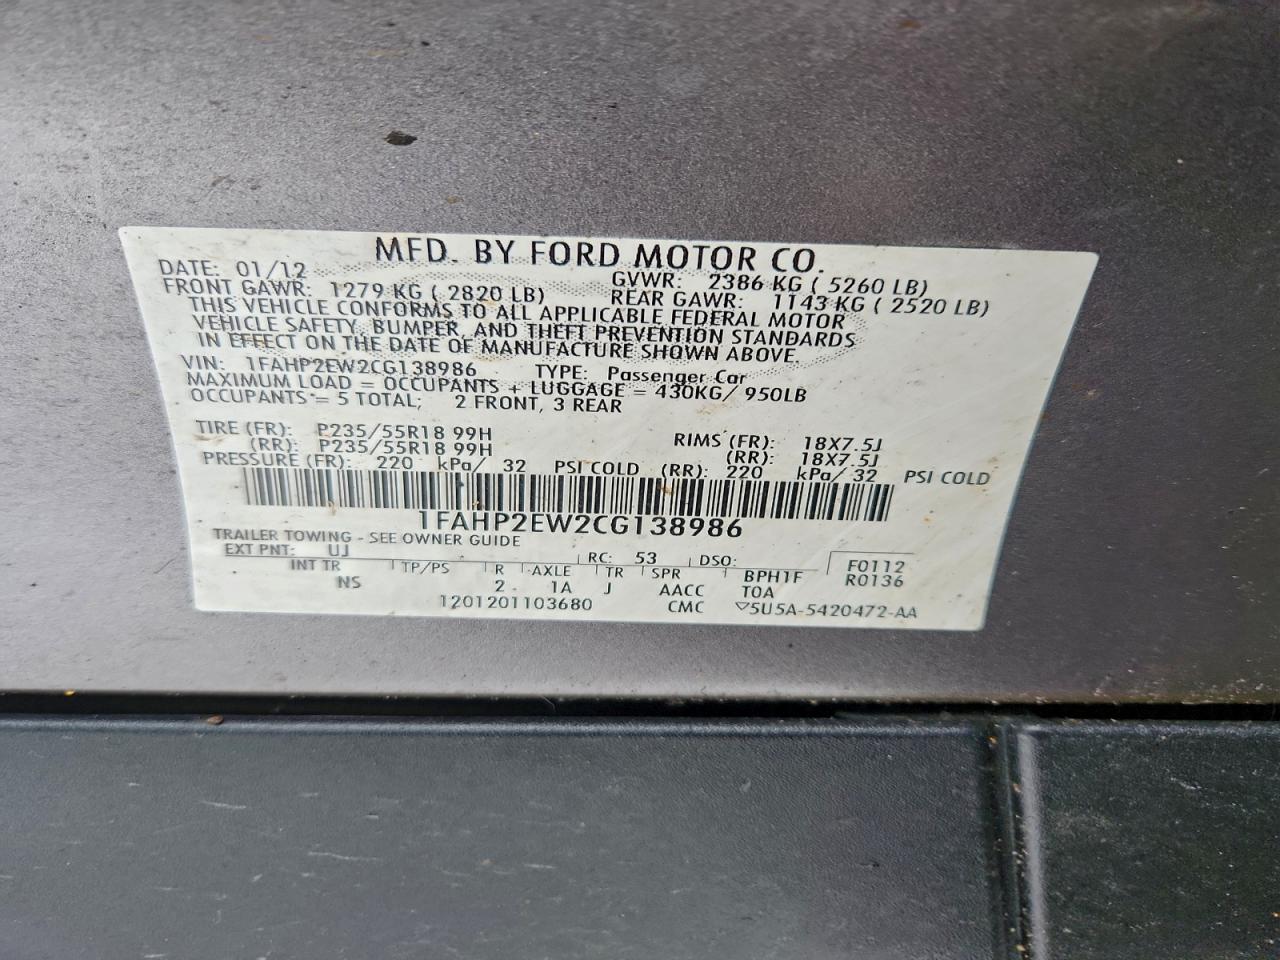 MFD. BY FORD MOTOR CO.
DATE: 01/12 GVWR: 2386 KG ( 5260 LB)
FRONT GAWR: 1279 KG ( 2820 LB) REAR GAWR: 1143 KG ( 2520 LB)
THIS VEHICLE CONFORMS TO ALL APPLICABLE FEDERAL MOTOR
VEHICLE SAFETY, BUMPER, AND THEFT PREVENTION STANDARDS
IN EFFECT ON THE DATE OF MANUFACTURE SHOWN ABOVE.
VIN: 1FAHP2EW2CG138986 TYPE: Passenger Car
MAXIMUM LOAD = OCCUPANTS + LUGGAGE = 430KG/ 950LB
OCCUPANTS = 5 TOTAL; 2 FRONT, 3 REAR
TIRE (FR): P235/55R18 99H RIMS (FR): 18X7.5J
(RR): P235/55R18 99H (RR): 18X7.5J
PRESSURE (FR): 220 kPa/ 32 PSI COLD (RR): 220 kPa/ 32 PSI COLD
1FAHP2EW2CG138986
TRAILER TOWING - SEE OWNER GUIDE
EXT PNT: UJ RC: 53 DSO: F0112
INT TR TP/PS R AXLE TR SPR BPH1F R0136
NS 2 1A J AACC TOA
1201201103680 CMC ▽5U5A-5420472-AA